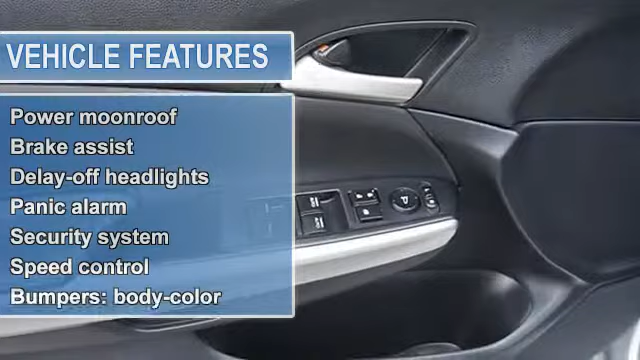 VEHICLE FEATURES
Power moonroof
Brake assist
Delay-off headlights
Panic alarm
Security system
Speed control
Bumpers: body-color